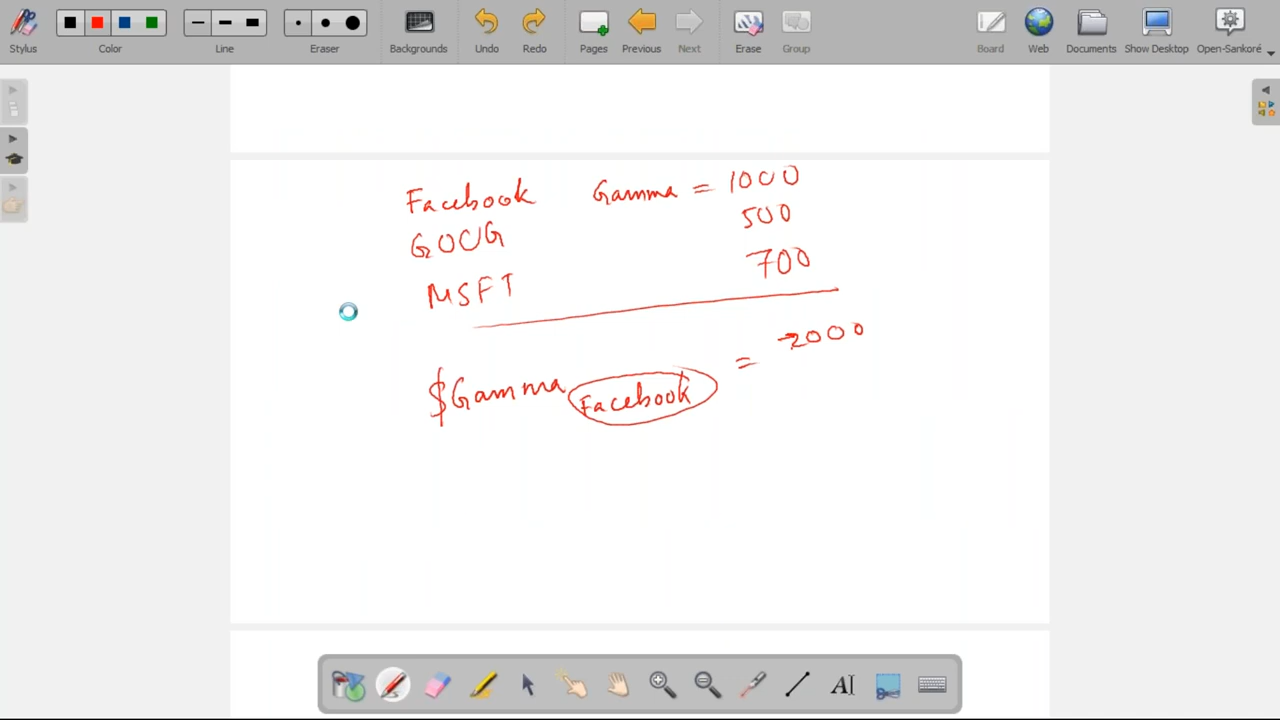 Stylus Color Line Eraser Backgrounds Undo Redo Pages Previous Next Erase Group Board Web Documents Show Desktop Open-Sankoré
Facebook Gamma = 1000
GOOG 500
MSFT 700
$Gamma Facebook = 2000
AI